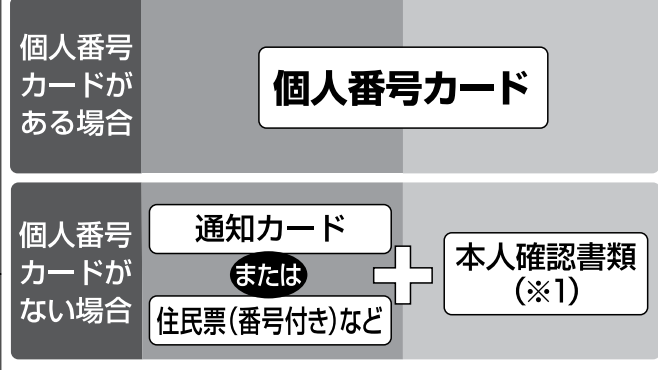 個人番号
カードが
ある場合
個人番号カード
個人番号
カードが
ない場合
通知カード
または
住民票(番号付き)など
本人確認書類
(※1)